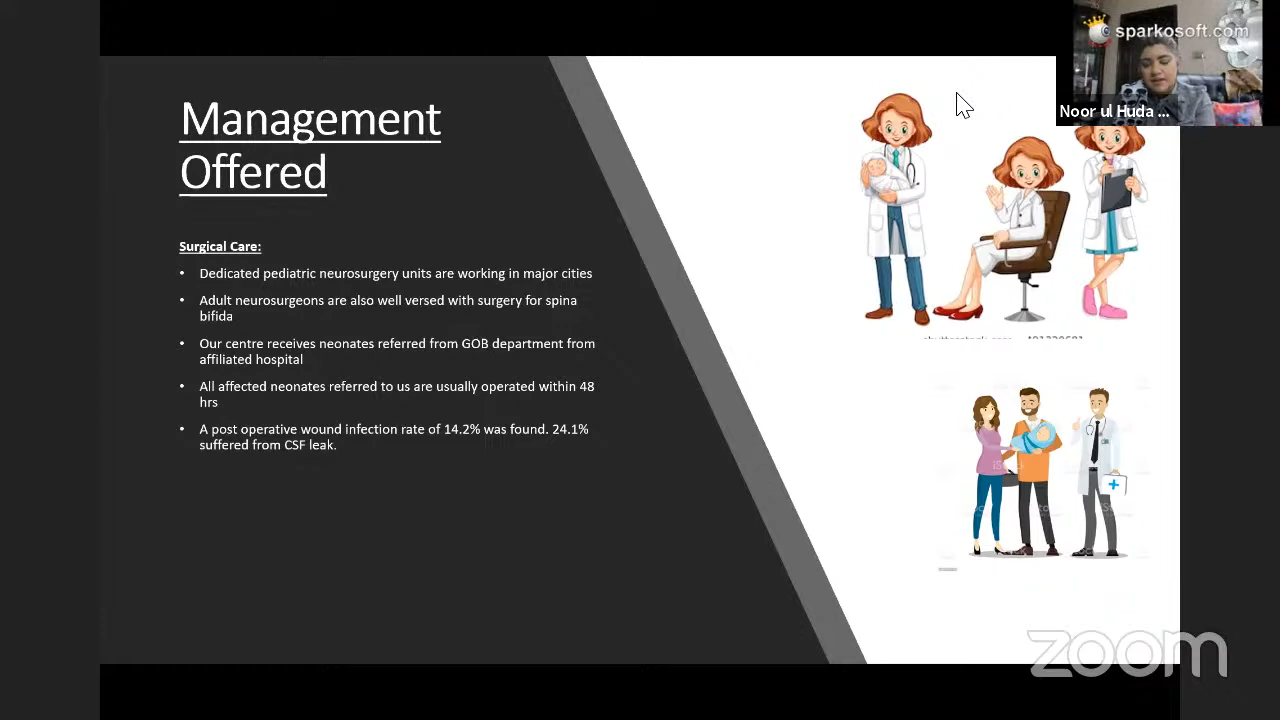 sparkosoft.com
Noor ul Huda ...
Management
Offered
Surgical Care:
• Dedicated pediatric neurosurgery units are working in major cities
• Adult neurosurgeons are also well versed with surgery for spina
bifida
• Our centre receives neonates referred from GOB department from
affiliated hospital
• All affected neonates referred to us are usually operated within 48
hrs
• A post operative wound infection rate of 14.2% was found. 24.1%
suffered from CSF leak.
zoom